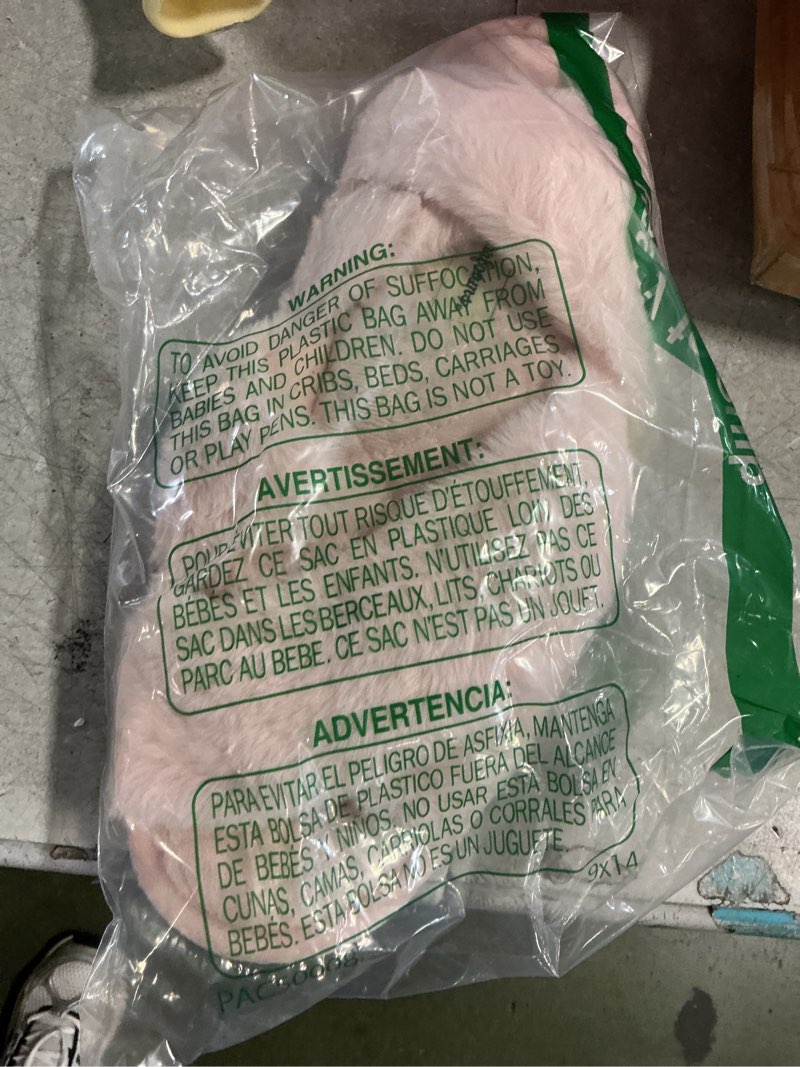 WARNING:
TO AVOID DANGER OF SUFFOCATION,
KEEP THIS PLASTIC BAG AWAY FROM
BABIES AND CHILDREN. DO NOT USE
THIS BAG IN CRIBS, BEDS, CARRIAGES
OR PLAY PENS. THIS BAG IS NOT A TOY.
AVERTISSEMENT:
POUR EVITER TOUT RISQUE D'ÉTOUFFEMENT,
GARDEZ CE SAC EN PLASTIQUE LOIN DES
BÉBÉS ET LES ENFANTS. N'UTILISEZ PAS CE
SAC DANS LES BERCEAUX, LITS, CHARIOTS OU
PARC AU BEBE. CE SAC N'EST PAS UN JOUET.
ADVERTENCIA:
PARA EVITAR EL PELIGRO DE ASFIXIA, MANTENGA
ESTA BOLSA DE PLASTICO FUERA DEL ALCANCE
DE BEBÉS Y NIÑOS. NO USAR ESTA BOLSA EN
CUNAS, CAMAS, CARRIOLAS O CORRALES PARA
BEBÉS. ESTA BOLSA NO ES UN JUGUETE.
9X14